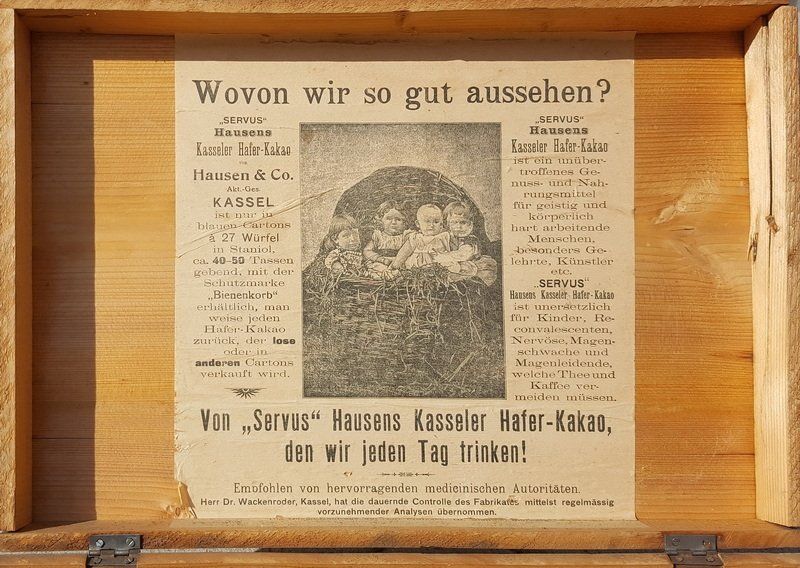 Wovon wir so gut aussehen?
„SERVUS“
Hausens
Kasseler Hafer-Kakao
von
Hausen & Co.
Akt.-Ges.
KASSEL
ist nur in
blauen Cartons
à 27 Würfel
in Staniol,
ca. 40-50 Tassen
gebend, mit der
Schutzmarke
„Bienenkorb“
erhältlich, man
weise jeden
Hafer-Kakao
zurück, der lose
oder in
anderen Cartons
verkauft wird.
„SERVUS“
Hausens
Kasseler Hafer-Kakao
ist ein unüber-
troffenes Ge-
nuss- und Nah-
rungsmittel
für geistig und
körperlich
hart arbeitende
Menschen,
besonders Ge-
lehrte, Künstler
etc.
„SERVUS“
Hausens Kasseler Hafer-Kakao
ist unersetzlich
für Kinder, Re-
convalescenten,
Nervöse, Magen-
schwache und
Magenleidende,
welche Thee und
Kaffee ver-
meiden müssen.
Von „Servus“ Hausens Kasseler Hafer-Kakao,
den wir jeden Tag trinken!
Empfohlen von hervorragenden medicinischen Autoritäten.
Herr Dr. Wackenroder, Kassel, hat die dauernde Controlle des Fabrikates mittelst regelmässig
vorzunehmender Analysen übernommen.